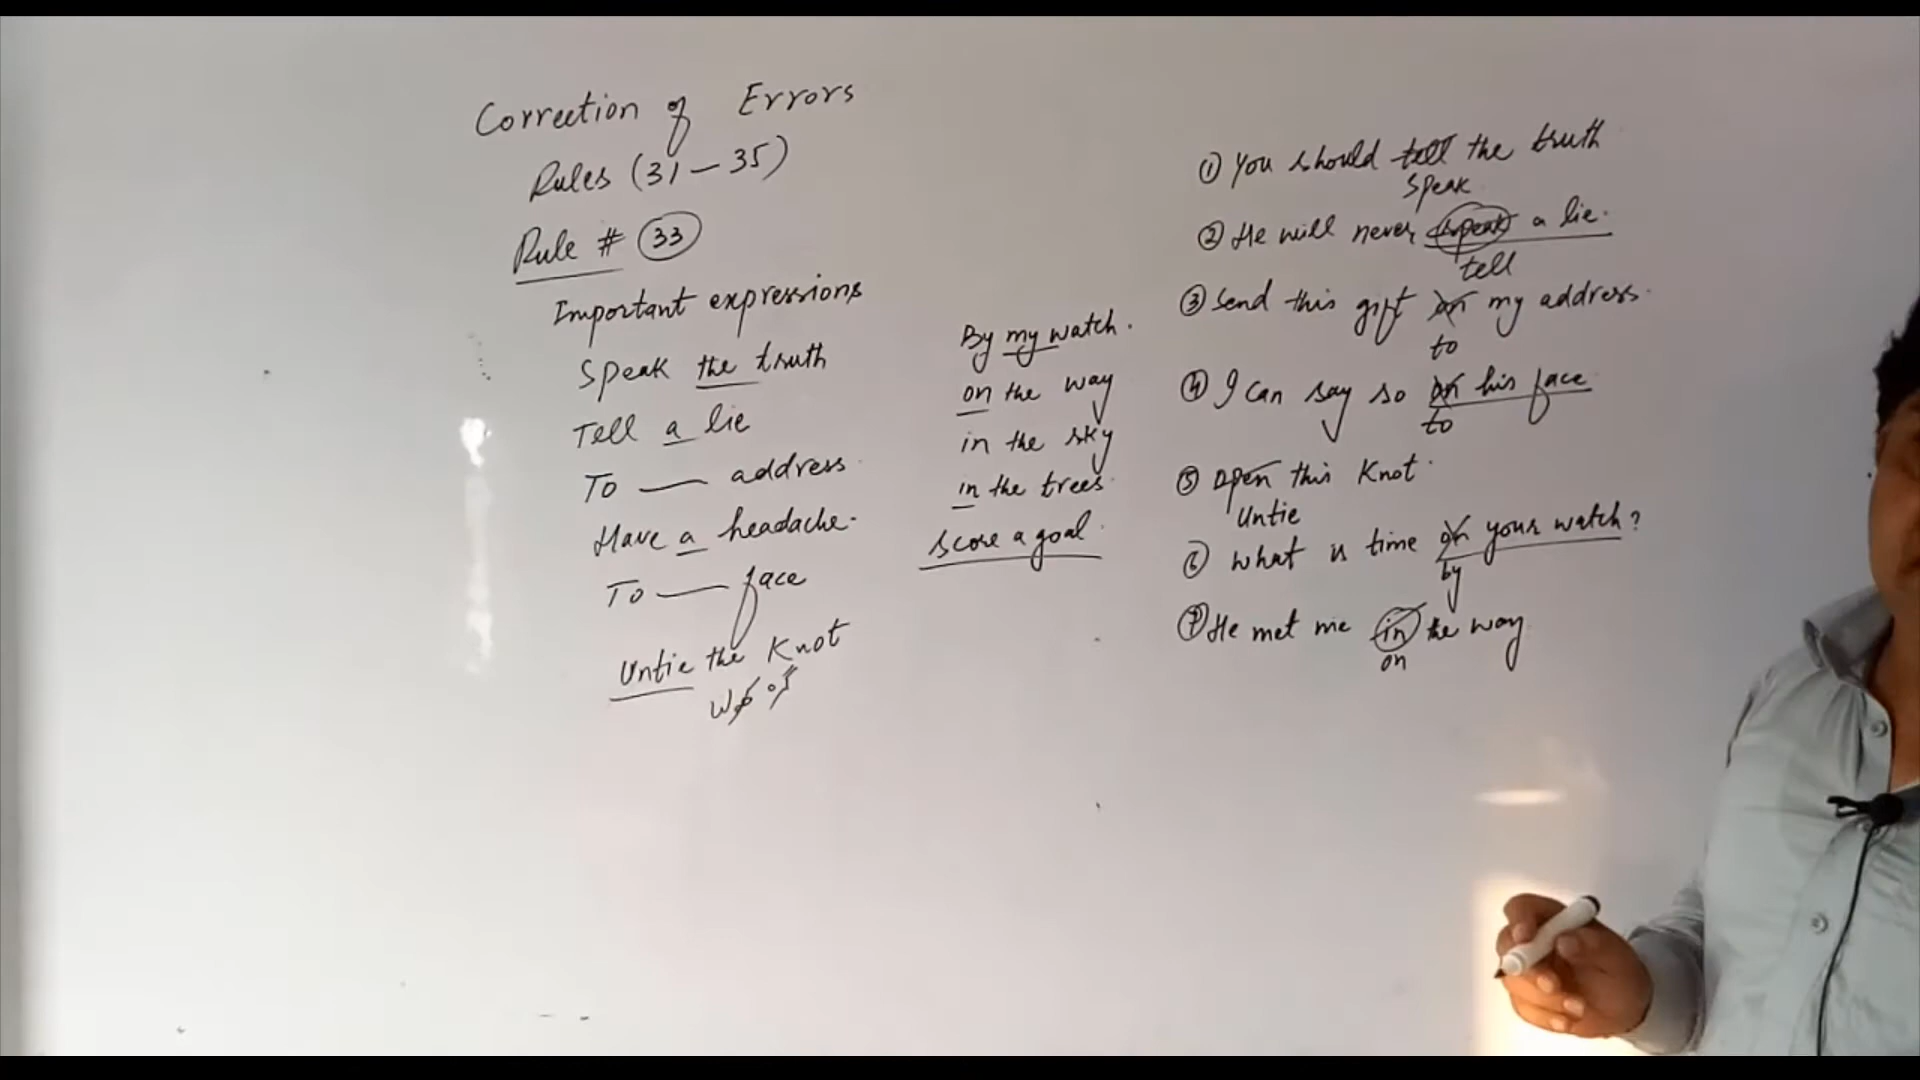 Correction of Errors
Rules (31 - 35)
Rule # 33
Important expressions
Speak the truth
Tell a lie
To — address
Have a headache.
To — face
Untie the Knot
By my watch.
on the way
in the sky
in the trees
score a goal
① You should tell the truth
speak
② He will never speak a lie.
tell
③ Send this gift on my address.
to
④ I can say so on his face
to
⑤ Open this Knot.
Untie
⑥ What is time on your watch?
by
⑦ He met me in the way
on